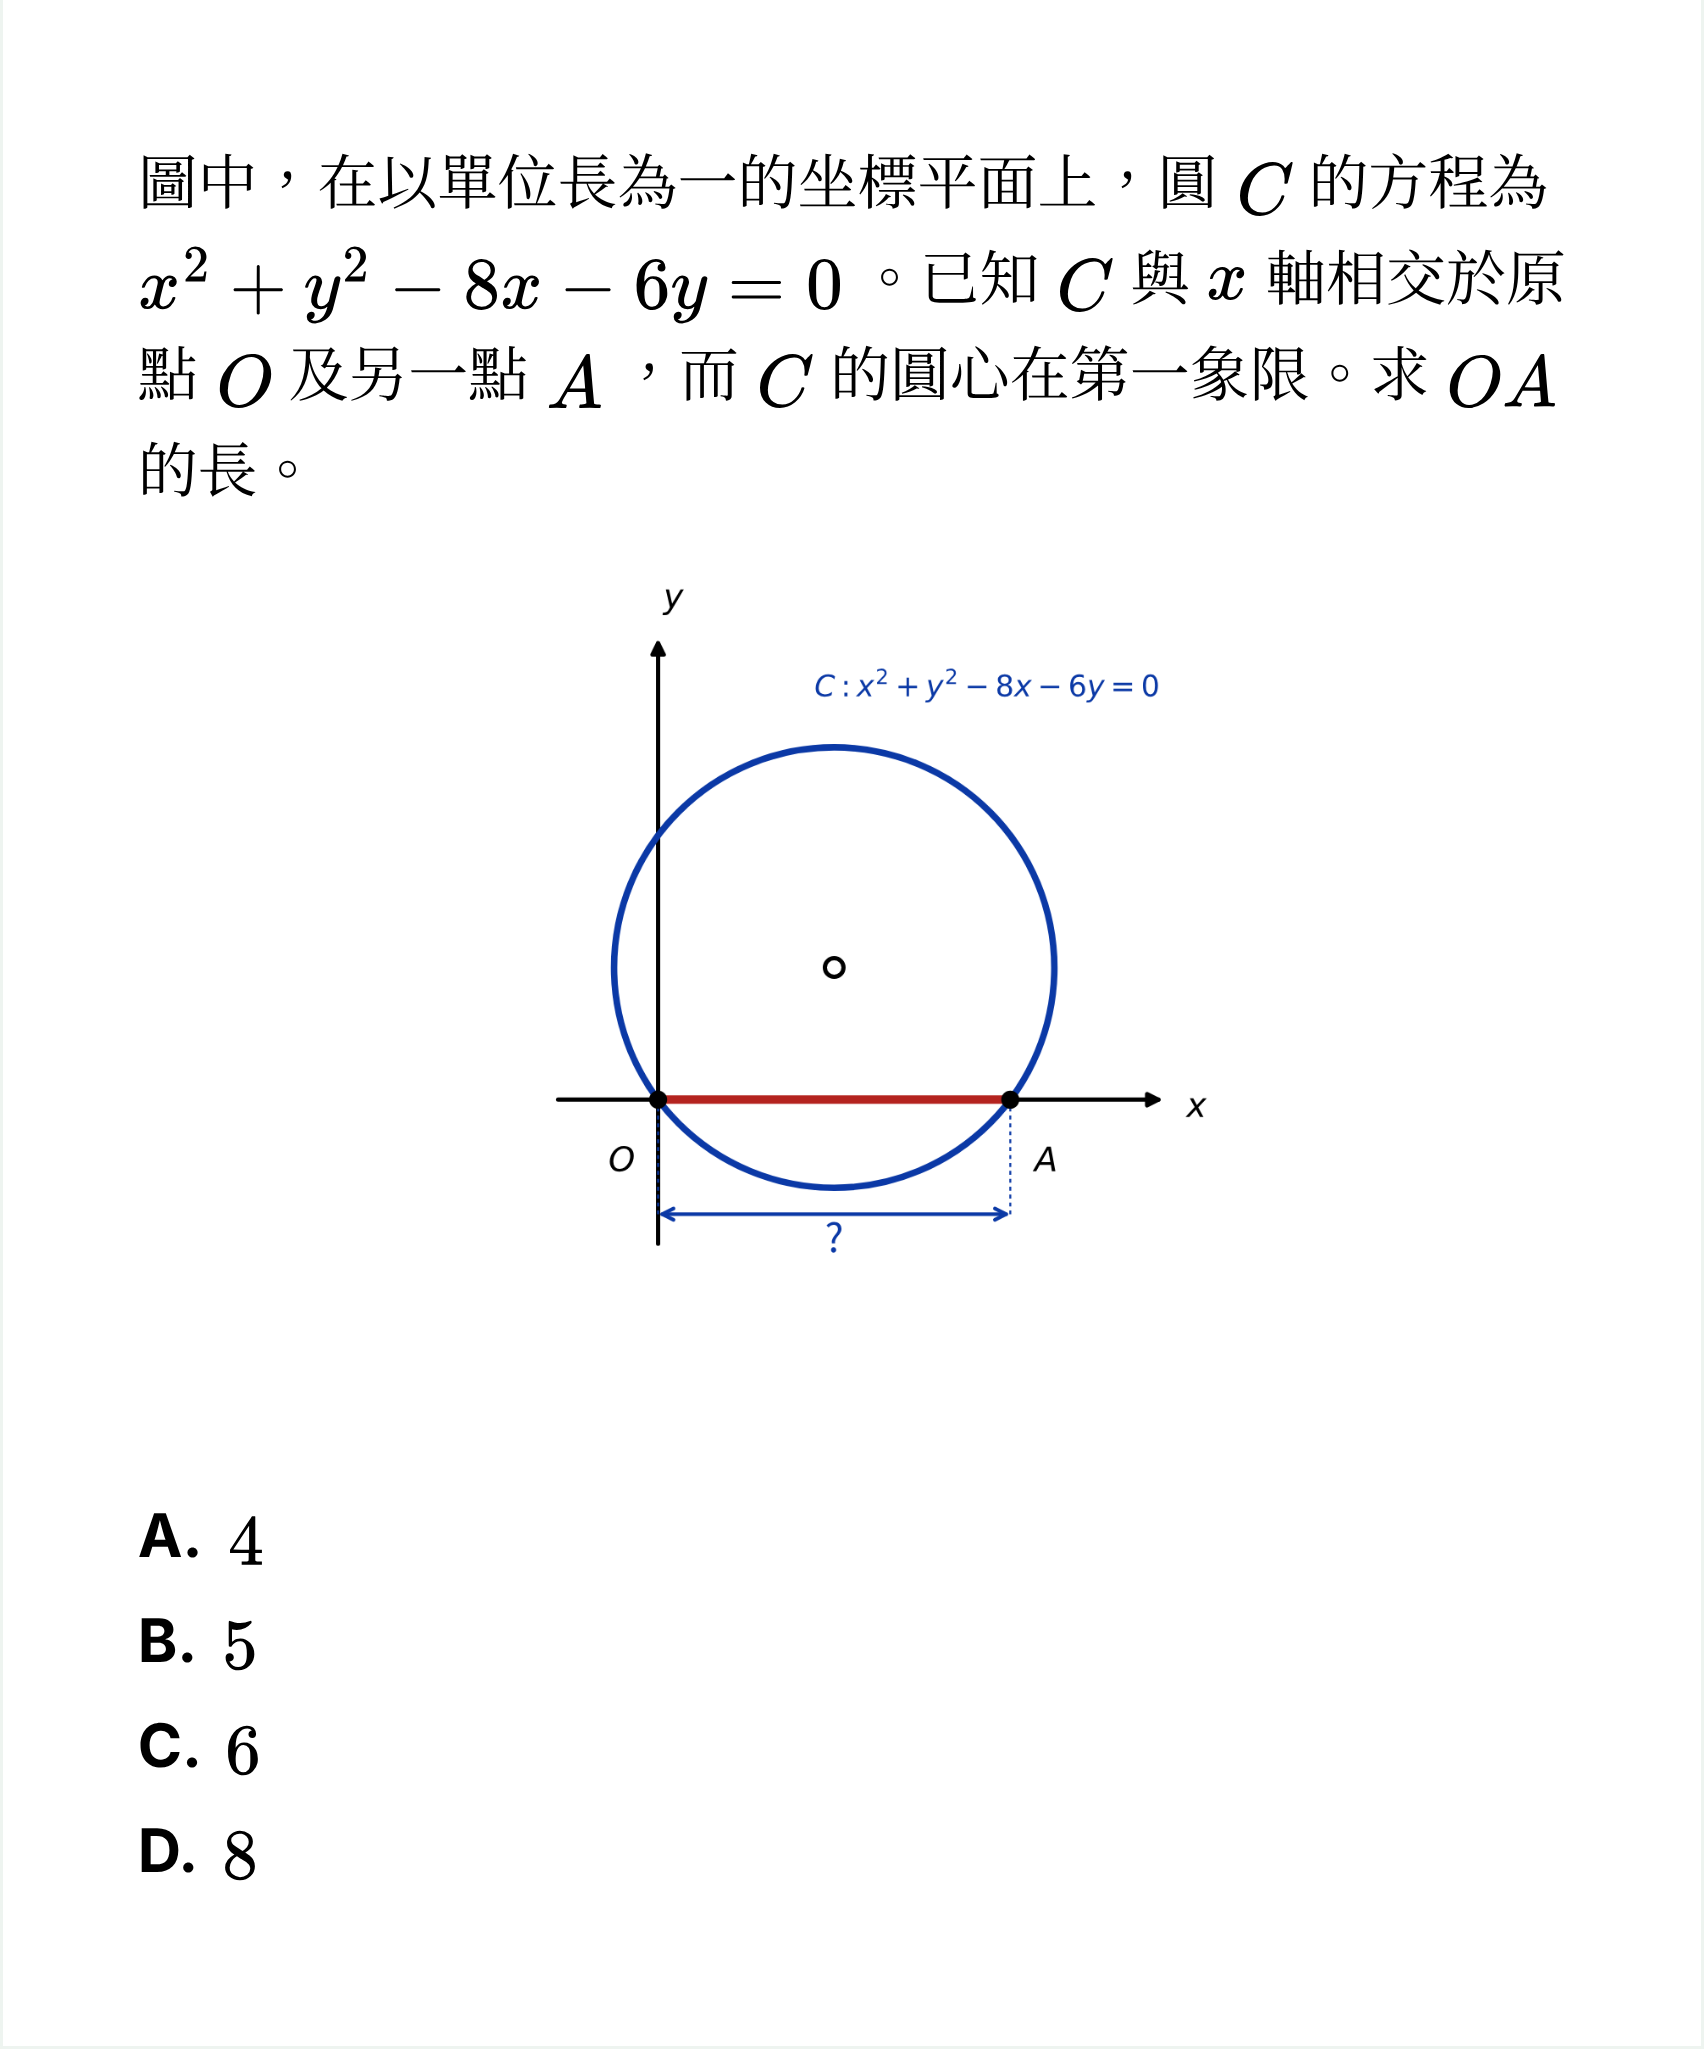 圖中，在以單位長為一的坐標平面上，圓 C 的方程為
x² + y² − 8x − 6y = 0 。已知 C 與 x 軸相交於原
點 O 及另一點 A ，而 C 的圓心在第一象限。求 OA
的長。
y
C : x² + y² − 8x − 6y = 0
x
O
A
?
A. 4
B. 5
C. 6
D. 8